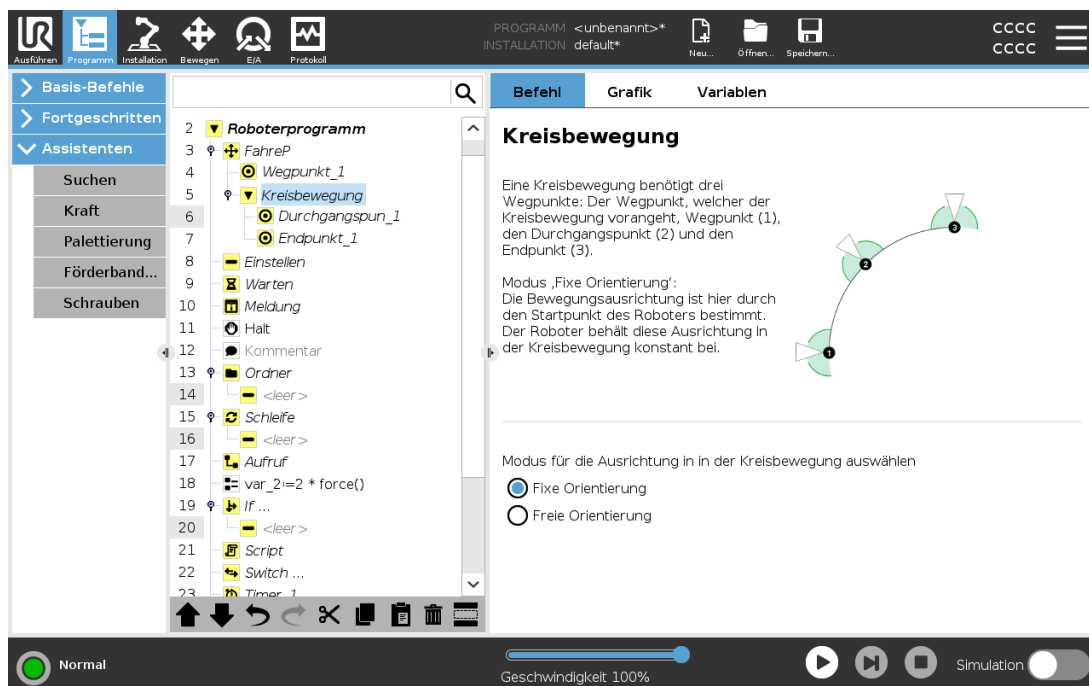 PROGRAMM <unbenannt>*
INSTALLATION default*
CCCC
CCCC
Ausführen Programm Installation Bewegen E/A Protokoll
Neu... Öffnen... Speichern...
Basis-Befehle
Fortgeschritten
Assistenten
Suchen
Kraft
Palettierung
Förderband...
Schrauben
2 Roboterprogramm
3 FahreP
4 Wegpunkt_1
5 Kreisbewegung
6 Durchgangspun_1
7 Endpunkt_1
8 Einstellen
9 Warten
10 Meldung
11 Halt
12 Kommentar
13 Ordner
14 <leer>
15 Schleife
16 <leer>
17 Aufruf
18 var_2:=2 * force()
19 If ...
20 <leer>
21 Script
22 Switch ...
23 Timer_1
Befehl Grafik Variablen
Kreisbewegung
Eine Kreisbewegung benötigt drei
Wegpunkte: Der Wegpunkt, welcher der
Kreisbewegung vorangeht, Wegpunkt (1),
den Durchgangspunkt (2) und den
Endpunkt (3).
Modus ‚Fixe Orientierung‘:
Die Bewegungsausrichtung ist hier durch
den Startpunkt des Roboters bestimmt.
Der Roboter behält diese Ausrichtung in
der Kreisbewegung konstant bei.
3
2
1
Modus für die Ausrichtung in in der Kreisbewegung auswählen
Fixe Orientierung
Freie Orientierung
Normal
Geschwindigkeit 100%
Simulation